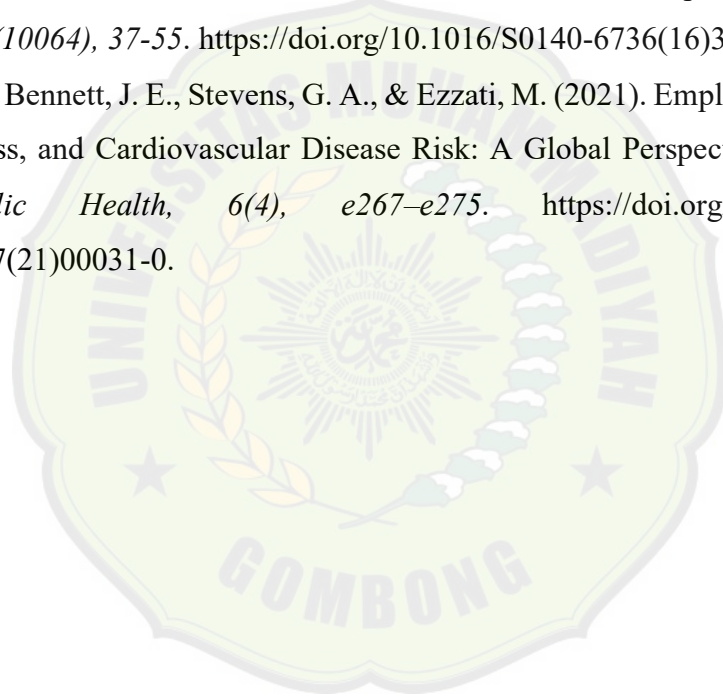 (10064), 37-55. https://doi.org/10.1016/S0140-6736(16)3
Bennett, J. E., Stevens, G. A., & Ezzati, M. (2021). Empl
ss, and Cardiovascular Disease Risk: A Global Perspec
lic Health, 6(4), e267–e275. https://doi.org
7(21)00031-0.
UNIVERSITAS MUHAMMADIYAH
GOMBONG